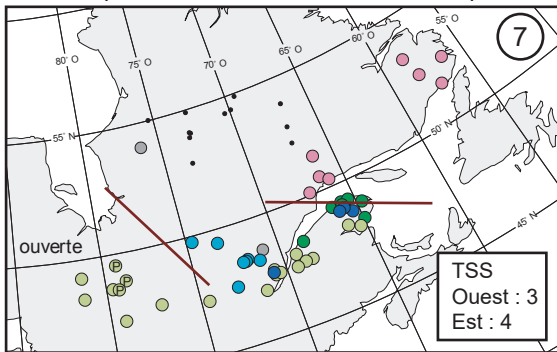 7
80° O
75° O
70° O
65° O
60° O
55° O
55° N
50° N
45° N
ouverte
P
P
P
P
TSS
Ouest : 3
Est : 4